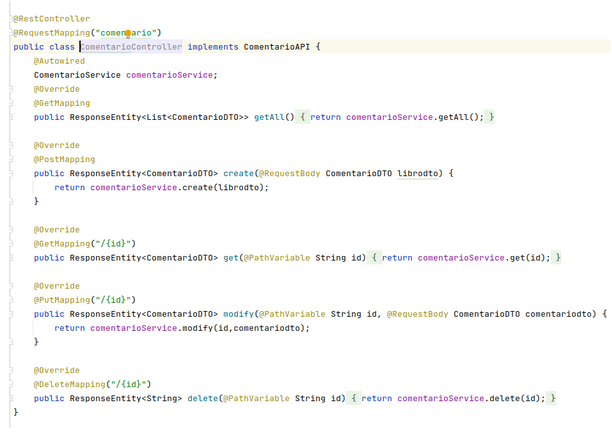 @RestController
@RequestMapping("comentario")
public class ComentarioController implements ComentarioAPI {
@Autowired
ComentarioService comentarioService;
@Override
@GetMapping
public ResponseEntity<List<ComentarioDTO>> getAll() { return comentarioService.getAll(); }
@Override
@PostMapping
public ResponseEntity<ComentarioDTO> create(@RequestBody ComentarioDTO librodto) {
return comentarioService.create(librodto);
}
@Override
@GetMapping("/{id}")
public ResponseEntity<ComentarioDTO> get(@PathVariable String id) { return comentarioService.get(id); }
@Override
@PutMapping("/{id}")
public ResponseEntity<ComentarioDTO> modify(@PathVariable String id, @RequestBody ComentarioDTO comentariodto) {
return comentarioService.modify(id,comentariodto);
}
@Override
@DeleteMapping("/{id}")
public ResponseEntity<String> delete(@PathVariable String id) { return comentarioService.delete(id); }
}